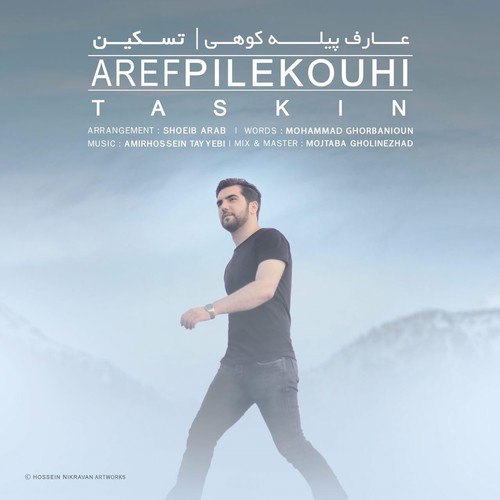 عارف پیله کوهی | تسکین
AREFPILEKOUHI
TASKIN
ARRANGEMENT : SHOEIB ARAB | WORDS : MOHAMMAD GHORBANIOUN
MUSIC : AMIRHOSSEIN TAYYEBI | MIX & MASTER : MOJTABA GHOLINEZHAD
© HOSSEIN NIKRAVAN ARTWORKS